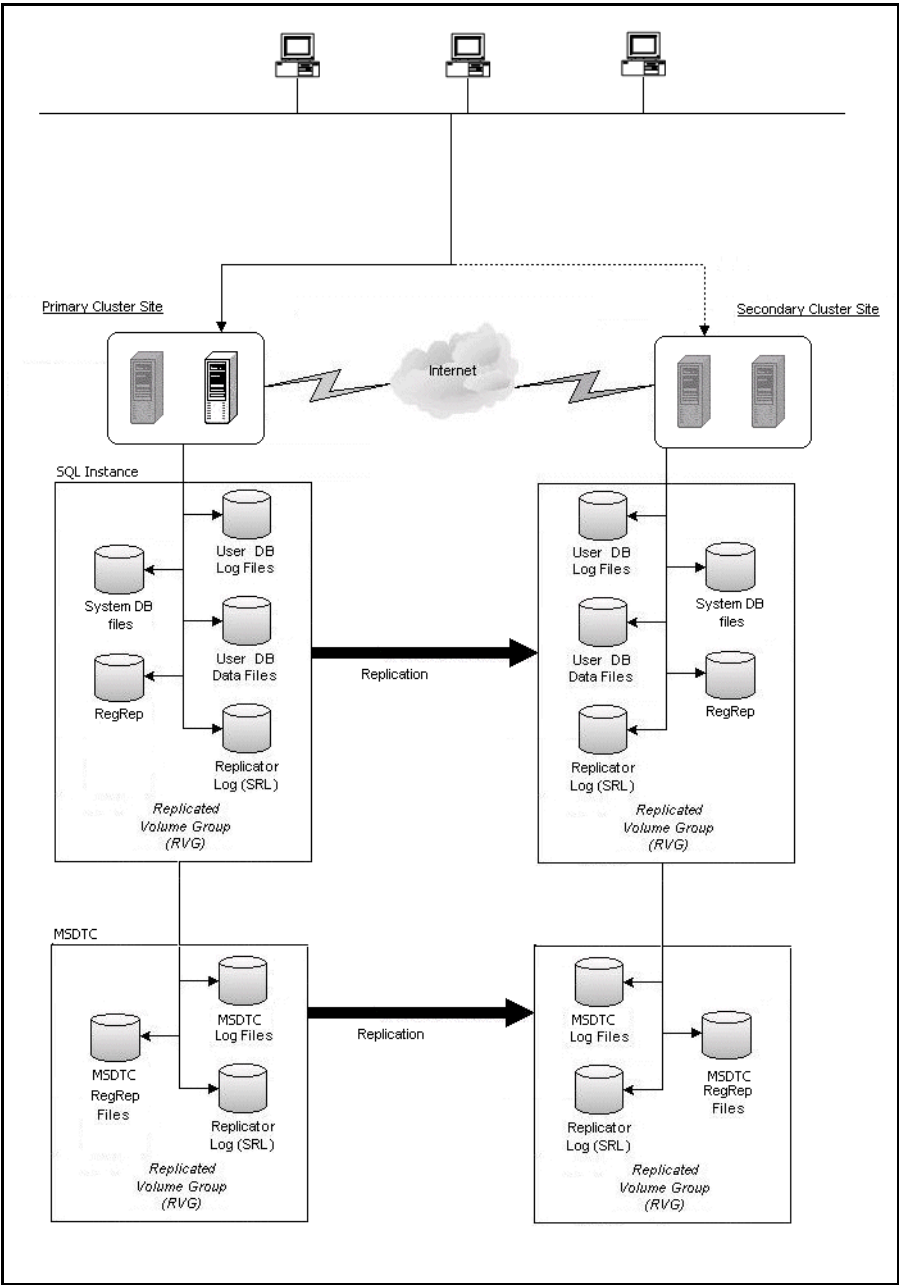 Primary Cluster Site
Secondary Cluster Site
Internet
SQL Instance
User DB
Log Files
System DB
files
User DB
Data Files
RegRep
Replicator
Log (SRL)
Replicated
Volume Group
(RVG)
Replication
User DB
Log Files
System DB
files
User DB
Data Files
RegRep
Replicator
Log (SRL)
Replicated
Volume Group
(RVG)
MSDTC
MSDTC
Log Files
MSDTC
RegRep
Files
Replicator
Log (SRL)
Replicated
Volume Group
(RVG)
Replication
MSDTC
Log Files
MSDTC
RegRep
Files
Replicator
Log (SRL)
Replicated
Volume Group
(RVG)